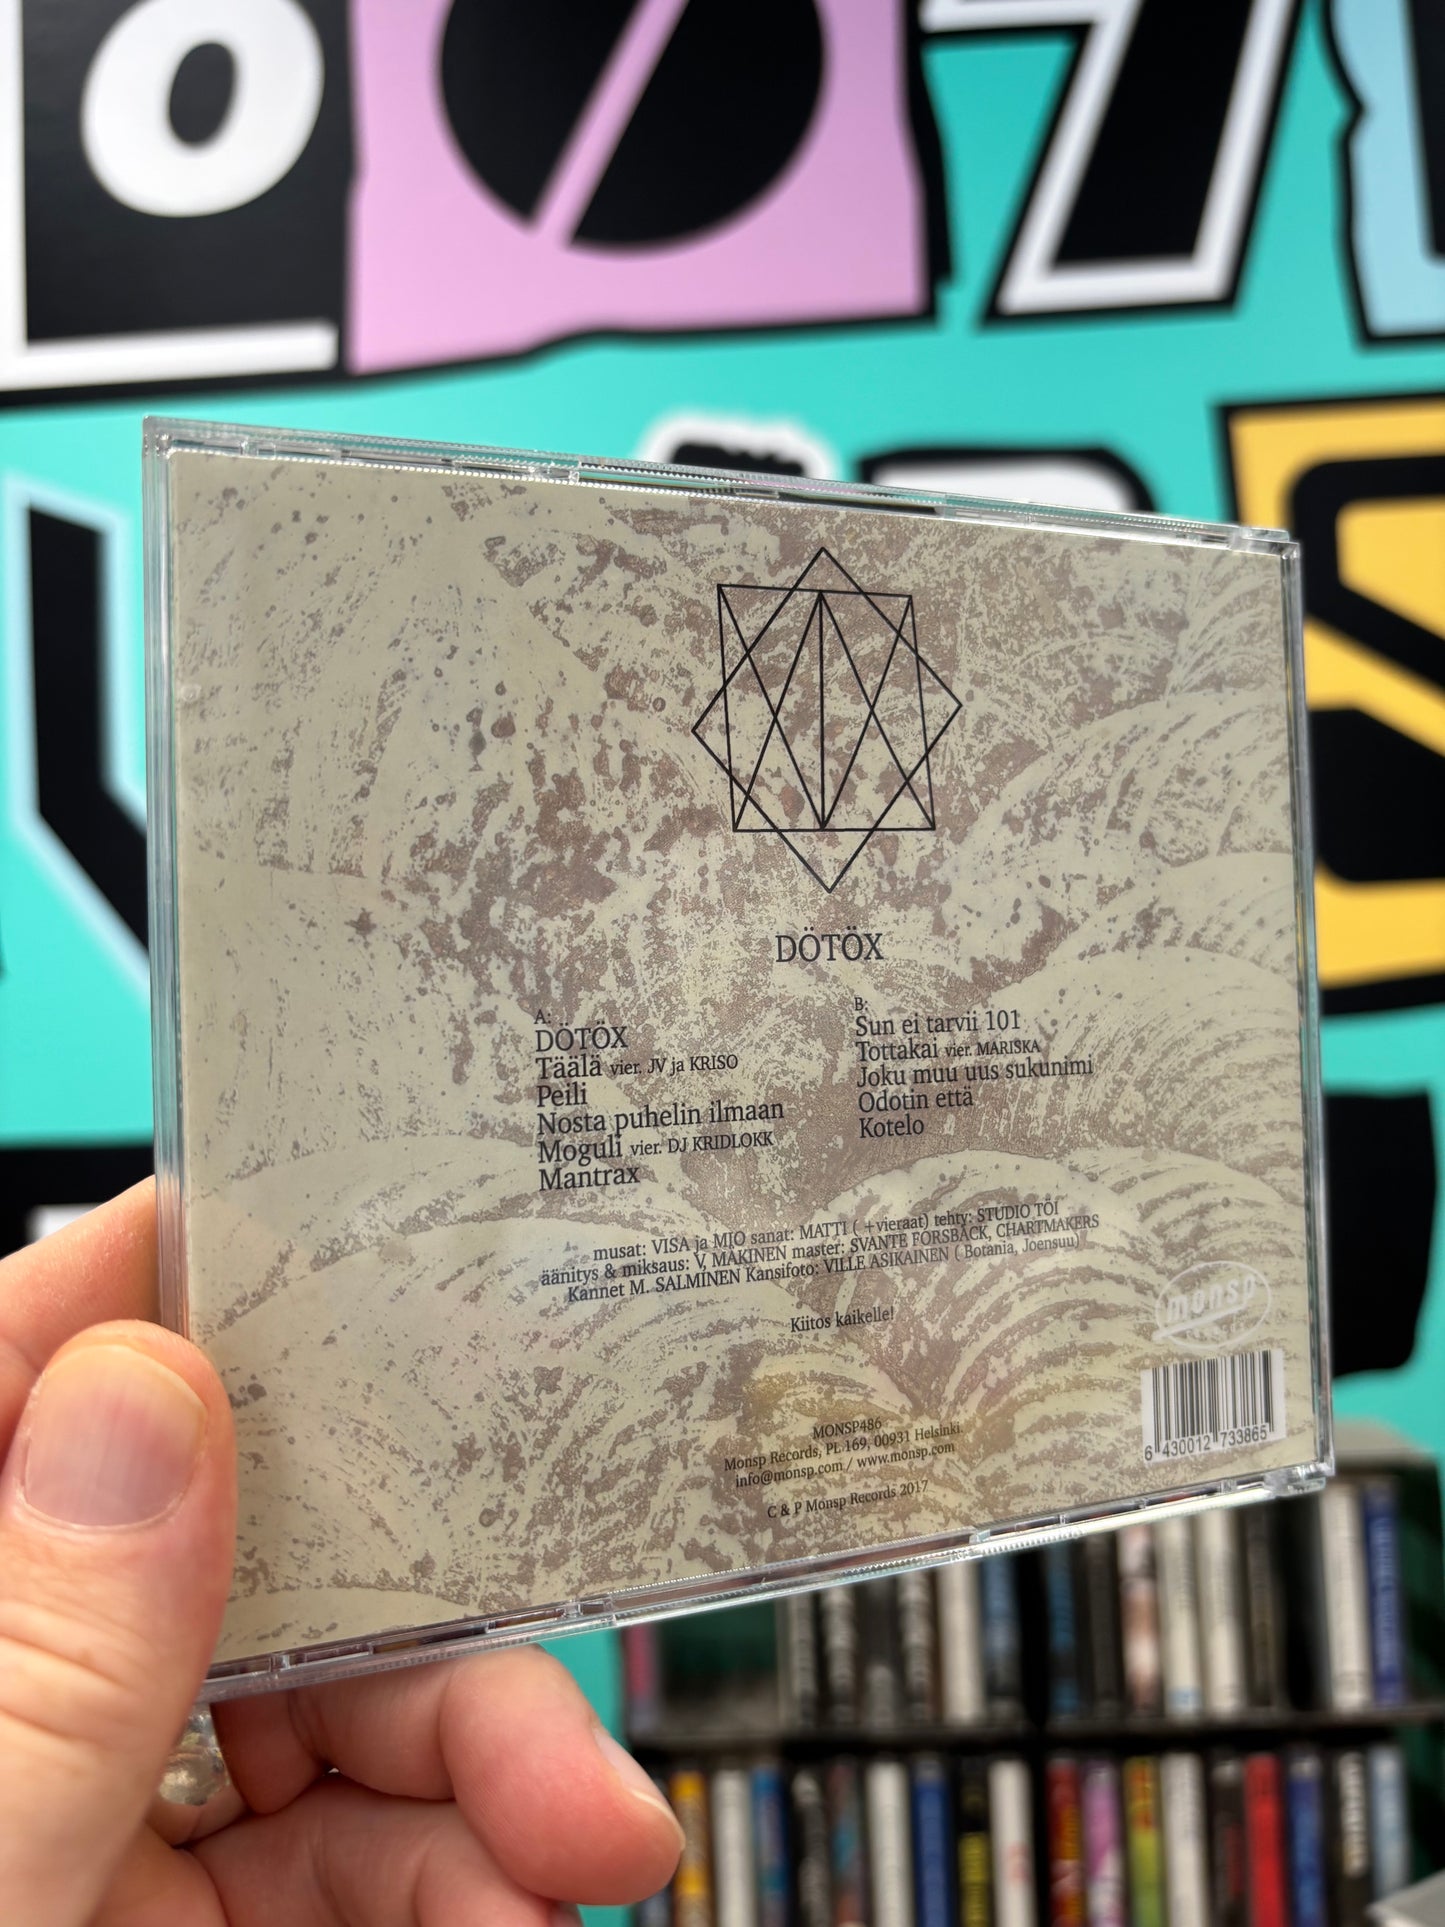 DÖTÖX
A:
DÖTÖX
Täälä vier. JV ja KRISO
Peili
Nosta puhelin ilmaan
Moguli vier. DJ KRIDLOKK
Mantrax
B:
Sun ei tarvii 101
Tottakai vier. MARISKA
Joku muu uus sukunimi
Odotin että
Kotelo
musat: VISA ja MIO sanat: MATTI ( +vieraat) tehty: STUDIO TÖI
äänitys & miksaus: V. MÄKINEN master: SVANTE FORSBÄCK, CHARTMAKERS
Kannet M. SALMINEN Kansifoto: VILLE ASIKAINEN ( Botania, Joensuu)
Kiitos kaikelle!
monsp
MONSP486
Monsp Records, PL 169, 00931 Helsinki.
info@monsp.com / www.monsp.com
C & P Monsp Records 2017
6 430012 733865